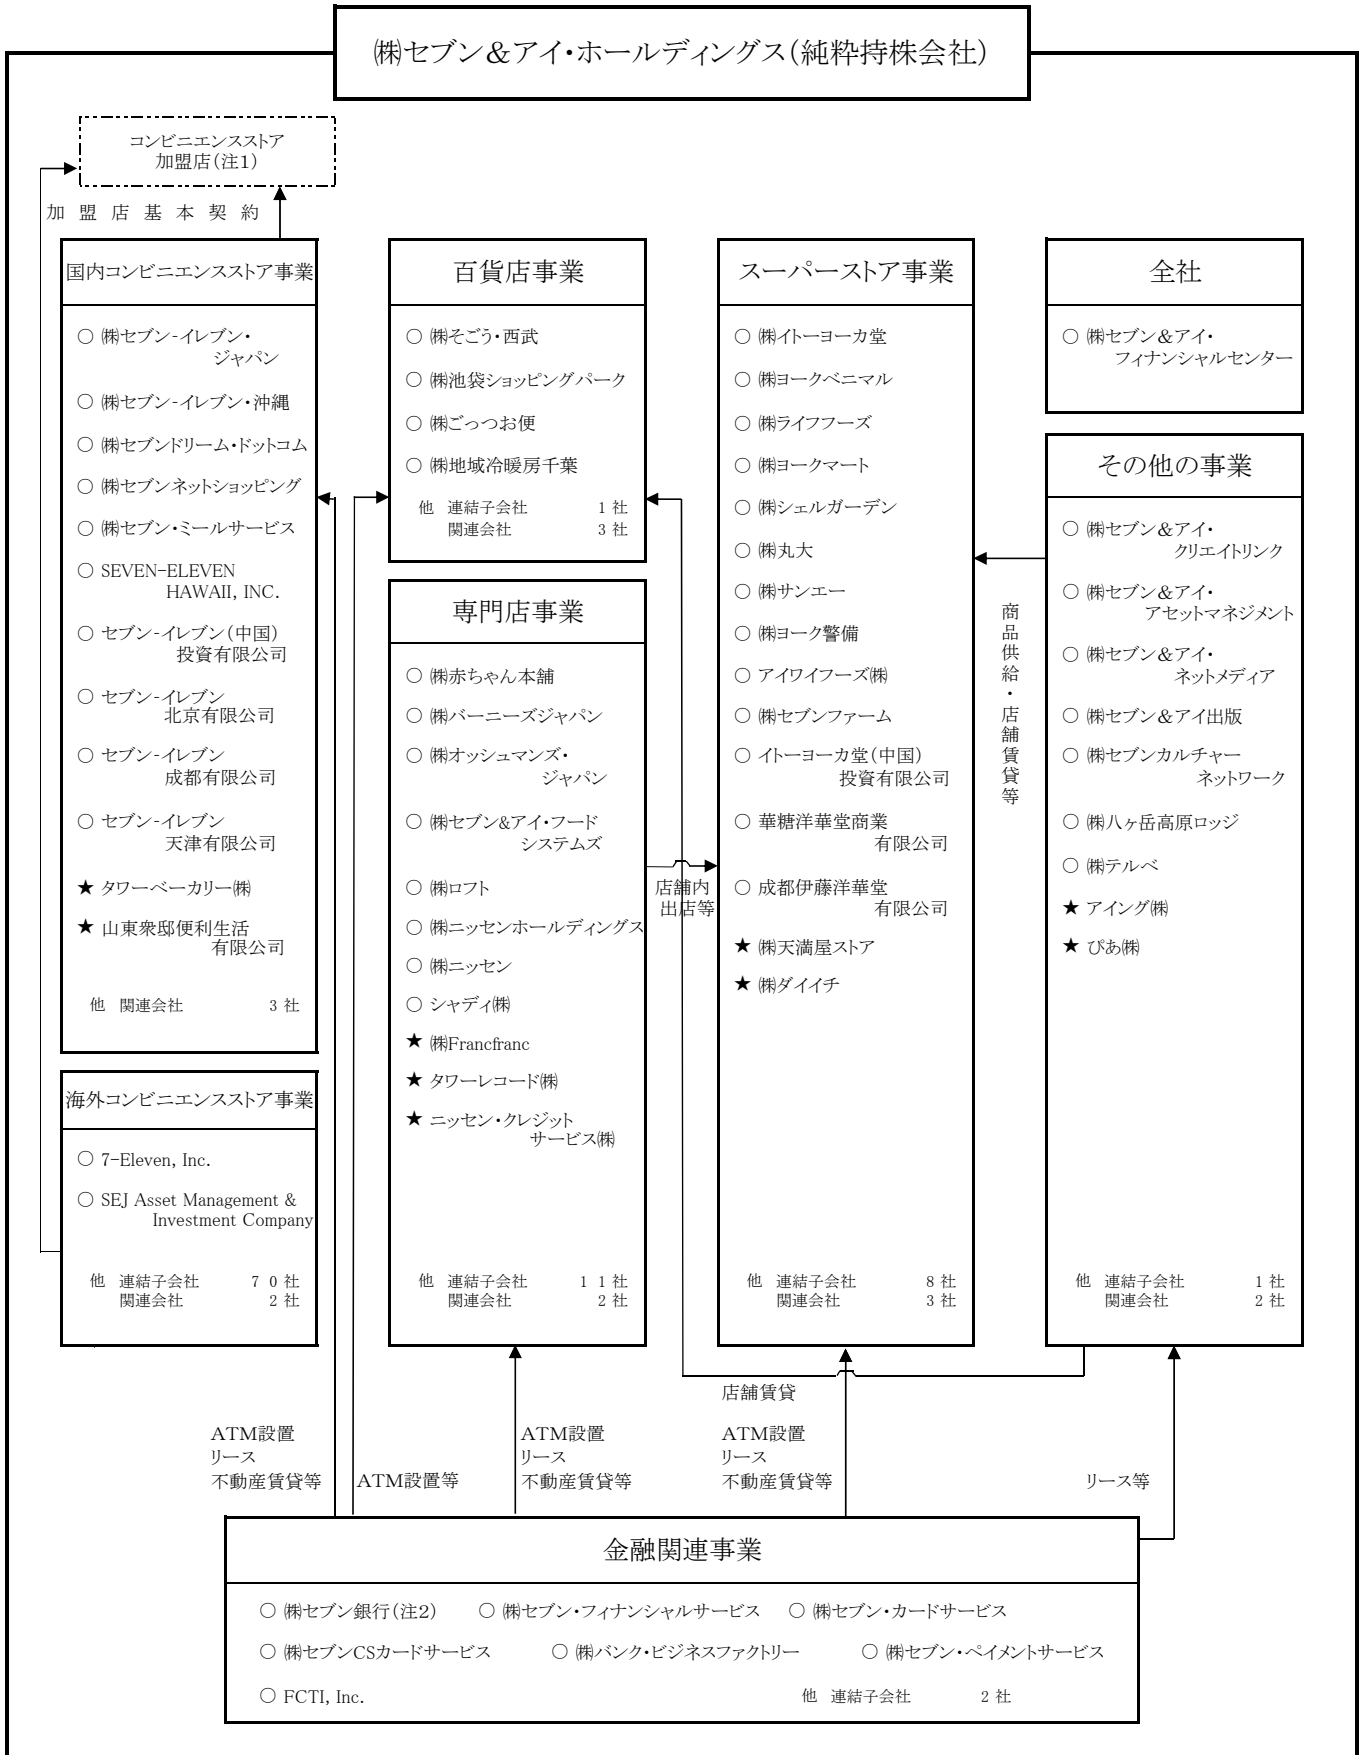 ㈱セブン＆アイ・ホールディングス（純粋持株会社）
コンビニエンスストア
加盟店（注１）
加盟店基本契約
国内コンビニエンスストア事業
○ ㈱セブン‐イレブン・
ジャパン
○ ㈱セブン‐イレブン・沖縄
○ ㈱セブンドリーム・ドットコム
○ ㈱セブンネットショッピング
○ ㈱セブン・ミールサービス
○ SEVEN−ELEVEN
HAWAII, INC.
○ セブン‐イレブン（中国）
投資有限公司
○ セブン‐イレブン
北京有限公司
○ セブン‐イレブン
成都有限公司
○ セブン‐イレブン
天津有限公司
★ タワーベーカリー㈱
★ 山東衆邸便利生活
有限公司
他 関連会社 ３社
海外コンビニエンスストア事業
○ 7−Eleven, Inc.
○ SEJ Asset Management &
Investment Company
他 連結子会社 ７０社
関連会社 ２社
百貨店事業
○ ㈱そごう・西武
○ ㈱池袋ショッピングパーク
○ ㈱ごっつお便
○ ㈱地域冷暖房千葉
他 連結子会社 １社
関連会社 ３社
専門店事業
○ ㈱赤ちゃん本舗
○ ㈱バーニーズジャパン
○ ㈱オッシュマンズ・
ジャパン
○ ㈱セブン&アイ・フード
システムズ
○ ㈱ロフト
○ ㈱ニッセンホールディングス
○ ㈱ニッセン
○ シャディ㈱
★ ㈱Francfranc
★ タワーレコード㈱
★ ニッセン・クレジット
サービス㈱
他 連結子会社 １１社
関連会社 ２社
店舗内
出店等
スーパーストア事業
○ ㈱イトーヨーカ堂
○ ㈱ヨークベニマル
○ ㈱ライフフーズ
○ ㈱ヨークマート
○ ㈱シェルガーデン
○ ㈱丸大
○ ㈱サンエー
○ ㈱ヨーク警備
○ アイワイフーズ㈱
○ ㈱セブンファーム
○ イトーヨーカ堂（中国）
投資有限公司
○ 華糖洋華堂商業
有限公司
○ 成都伊藤洋華堂
有限公司
★ ㈱天満屋ストア
★ ㈱ダイイチ
他 連結子会社 ８社
関連会社 ３社
商品供給・店舗賃貸等
全社
○ ㈱セブン＆アイ・
フィナンシャルセンター
その他の事業
○ ㈱セブン＆アイ・
クリエイトリンク
○ ㈱セブン＆アイ・
アセットマネジメント
○ ㈱セブン＆アイ・
ネットメディア
○ ㈱セブン＆アイ出版
○ ㈱セブンカルチャー
ネットワーク
○ ㈱八ヶ岳高原ロッジ
○ ㈱テルベ
★ アイング㈱
★ ぴあ㈱
他 連結子会社 １社
関連会社 ２社
店舗賃貸
ATM設置
リース
不動産賃貸等
ATM設置等
ATM設置
リース
不動産賃貸等
ATM設置
リース
不動産賃貸等
リース等
金融関連事業
○ ㈱セブン銀行（注２） ○ ㈱セブン・フィナンシャルサービス ○ ㈱セブン・カードサービス
○ ㈱セブンCSカードサービス ○ ㈱バンク・ビジネスファクトリー ○ ㈱セブン・ペイメントサービス
○ FCTI, Inc. 他 連結子会社 ２社